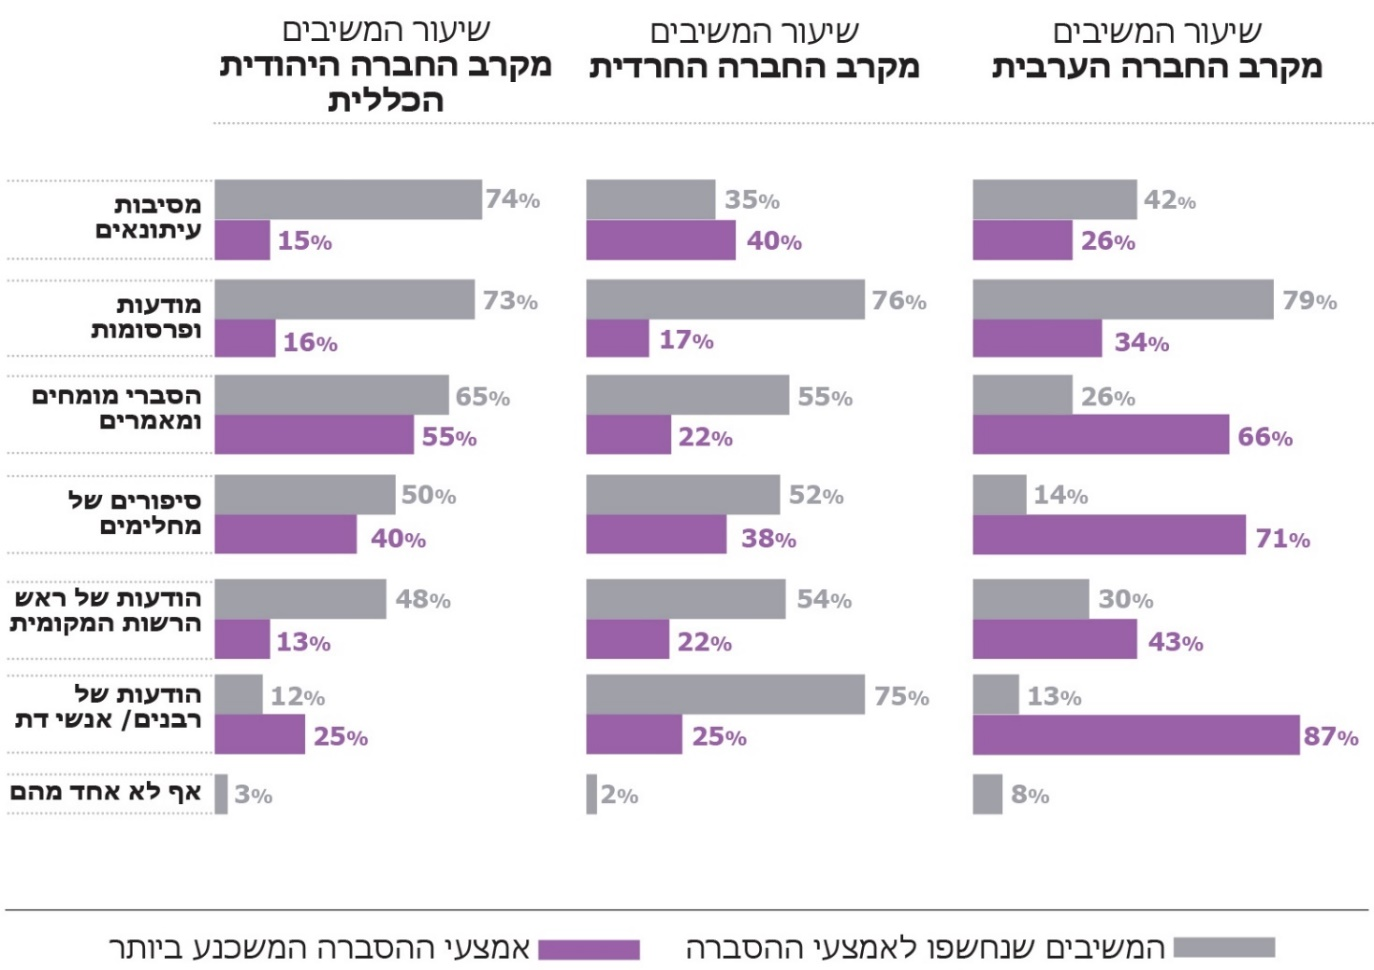 שיעור המשיבים
מקרב החברה היהודית
הכללית
שיעור המשיבים
מקרב החברה החרדית
שיעור המשיבים
מקרב החברה הערבית
מסיבות
עיתונאים
74%
15%
35%
40%
42%
26%
מודעות
ופרסומות
73%
16%
76%
17%
79%
34%
הסברי מומחים
ומאמרים
65%
55%
55%
22%
26%
66%
סיפורים של
מחלימים
50%
40%
52%
38%
14%
71%
הודעות של ראש
הרשות המקומית
48%
13%
54%
22%
30%
43%
הודעות של
רבנים/ אנשי דת
12%
25%
75%
25%
13%
87%
אף לא אחד מהם
3%
2%
8%
המשיבים שנחשפו לאמצעי ההסברה
אמצעי ההסברה המשכנע ביותר